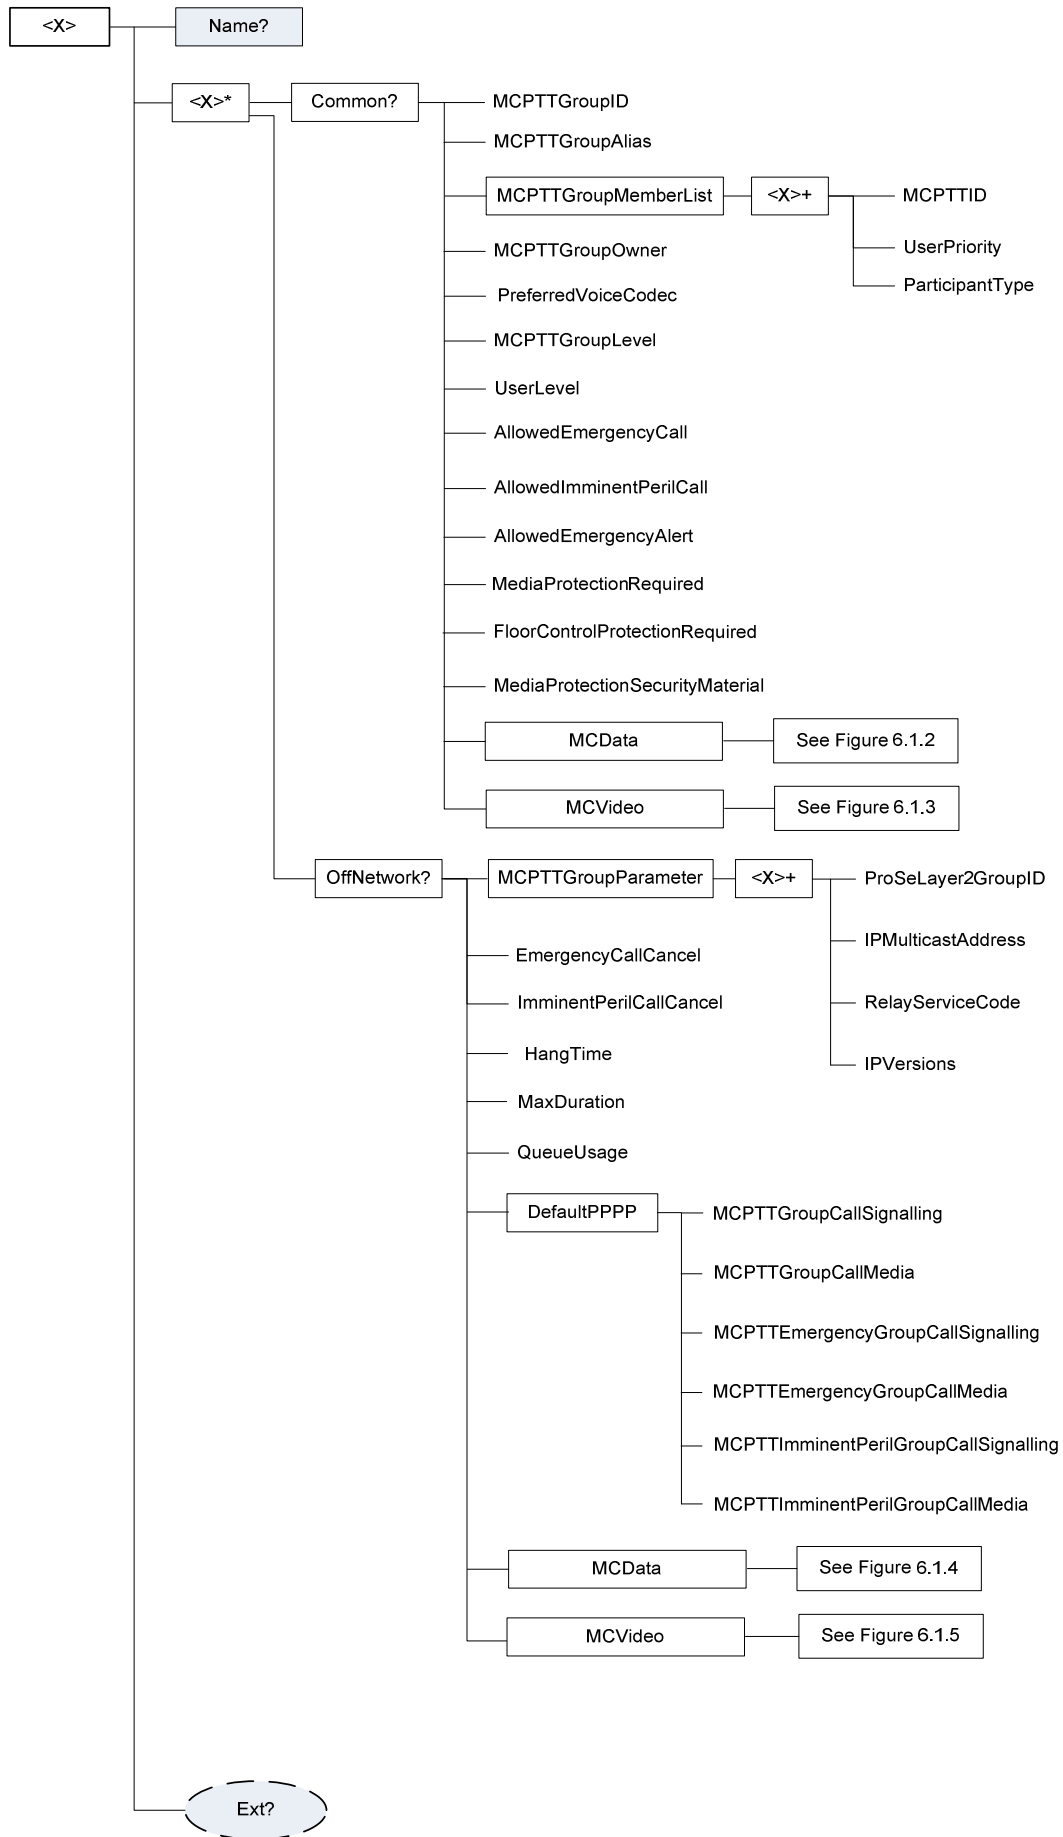 <X>
Name?
<X>*
Common?
MCPTTGroupID
MCPTTGroupAlias
MCPTTGroupMemberList
<X>+
MCPTTID
UserPriority
ParticipantType
MCPTTGroupOwner
PreferredVoiceCodec
MCPTTGroupLevel
UserLevel
AllowedEmergencyCall
AllowedImminentPerilCall
AllowedEmergencyAlert
MediaProtectionRequired
FloorControlProtectionRequired
MediaProtectionSecurityMaterial
MCData
See Figure 6.1.2
MCVideo
See Figure 6.1.3
OffNetwork?
MCPTTGroupParameter
<X>+
ProSeLayer2GroupID
IPMulticastAddress
RelayServiceCode
IPVersions
EmergencyCallCancel
ImminentPerilCallCancel
HangTime
MaxDuration
QueueUsage
DefaultPPPP
MCPTTGroupCallSignalling
MCPTTGroupCallMedia
MCPTTEmergencyGroupCallSignalling
MCPTTEmergencyGroupCallMedia
MCPTTImminentPerilGroupCallSignalling
MCPTTImminentPerilGroupCallMedia
MCData
See Figure 6.1.4
MCVideo
See Figure 6.1.5
Ext?